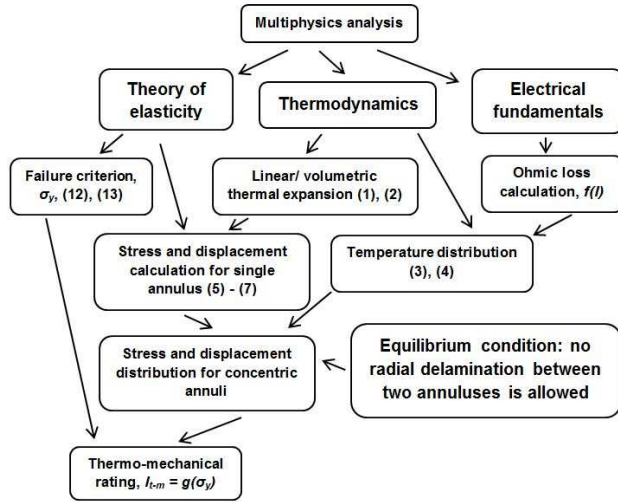 Multiphysics analysis
Theory of
elasticity
Thermodynamics
Electrical
fundamentals
Failure criterion,
σy, (12), (13)
Linear/ volumetric
thermal expansion (1), (2)
Ohmic loss
calculation, f(I)
Stress and displacement
calculation for single
annulus (5) - (7)
Temperature distribution
(3), (4)
Stress and displacement
distribution for concentric
annuli
Equilibrium condition: no
radial delamination between
two annuluses is allowed
Thermo-mechanical
rating, It-m = g(σy)